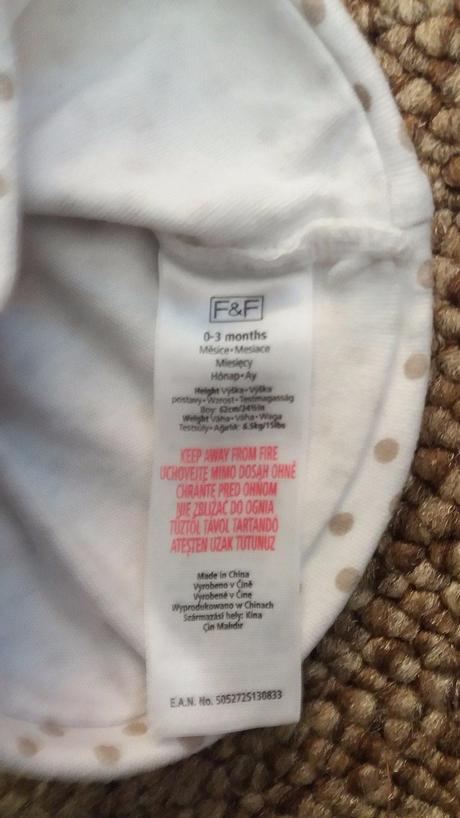 F&F
0-3 months
Měsíce•Mesiace
Miesięcy
Hónap•Ay
Height Výška•Výška
postavy•Wzrost•Testmagasság
Boy: 62cm/24½in
Weight Váha•Váha•Waga
Testsúly•Ağırlık: 6.5kg/15lbs
KEEP AWAY FROM FIRE
UCHOVEJTE MIMO DOSAH OHNĚ
CHRÁŇTE PRED OHŇOM
NIE ZBLIŻAĆ DO OGNIA
TŰZTŐL TÁVOL TARTANDÓ
ATEŞTEN UZAK TUTUNUZ
Made in China
Vyrobeno v Číně
Vyrobené v Číne
Wyprodukowano w Chinach
Származási hely: Kína
Çin Malıdır
E.A.N. No. 5052725130833